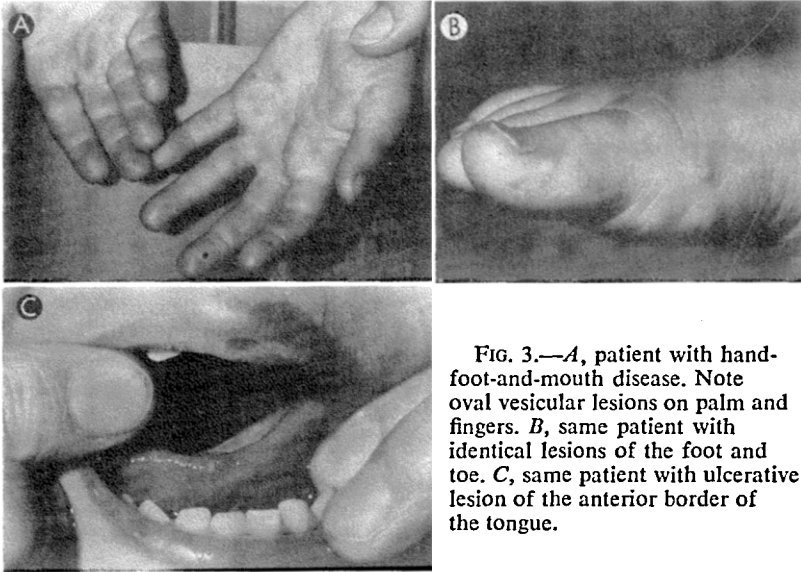 A
B
C
FIG. 3.—A, patient with hand-
foot-and-mouth disease. Note
oval vesicular lesions on palm and
fingers. B, same patient with
identical lesions of the foot and
toe. C, same patient with ulcerative
lesion of the anterior border of
the tongue.